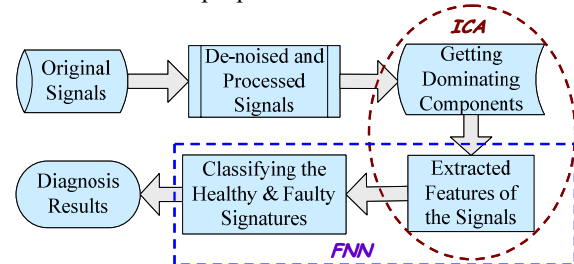 ICA
Original
Signals
De-noised and
Processed
Signals
Getting
Dominating
Components
Extracted
Features of
the Signals
Classifying the
Healthy & Faulty
Signatures
Diagnosis
Results
FNN